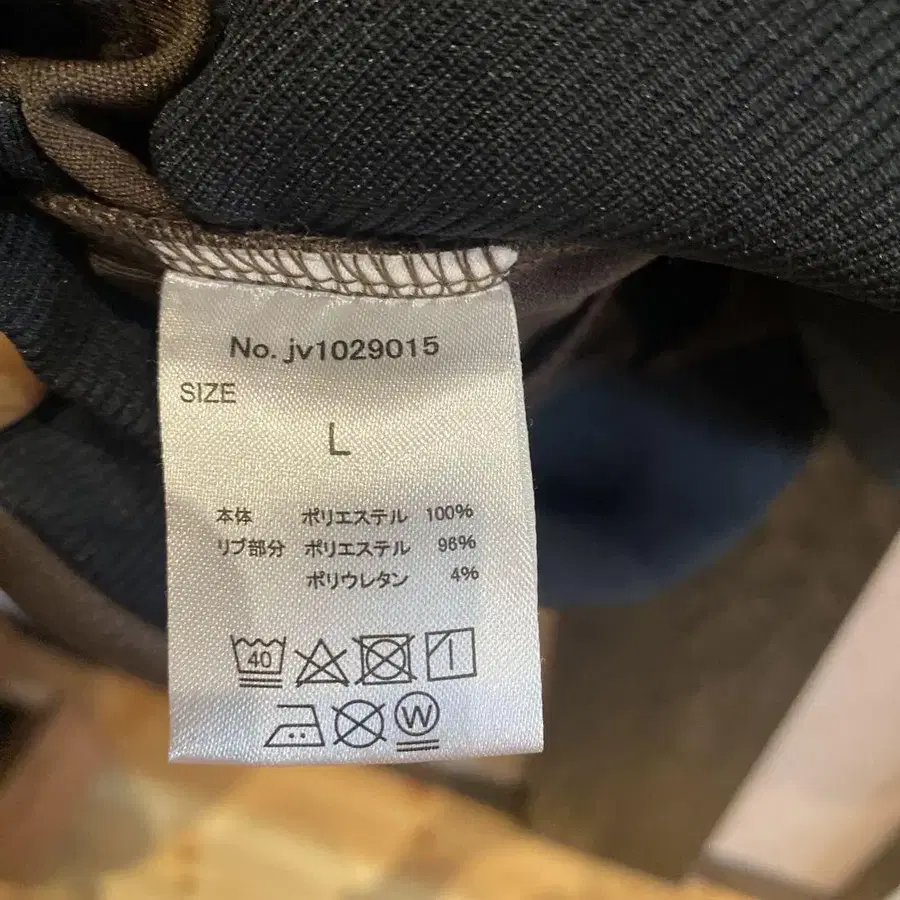 No. jv1029015
SIZE
L
本体 ポリエステル 100%
リブ部分 ポリエステル 96%
ポリウレタン 4%
40
W